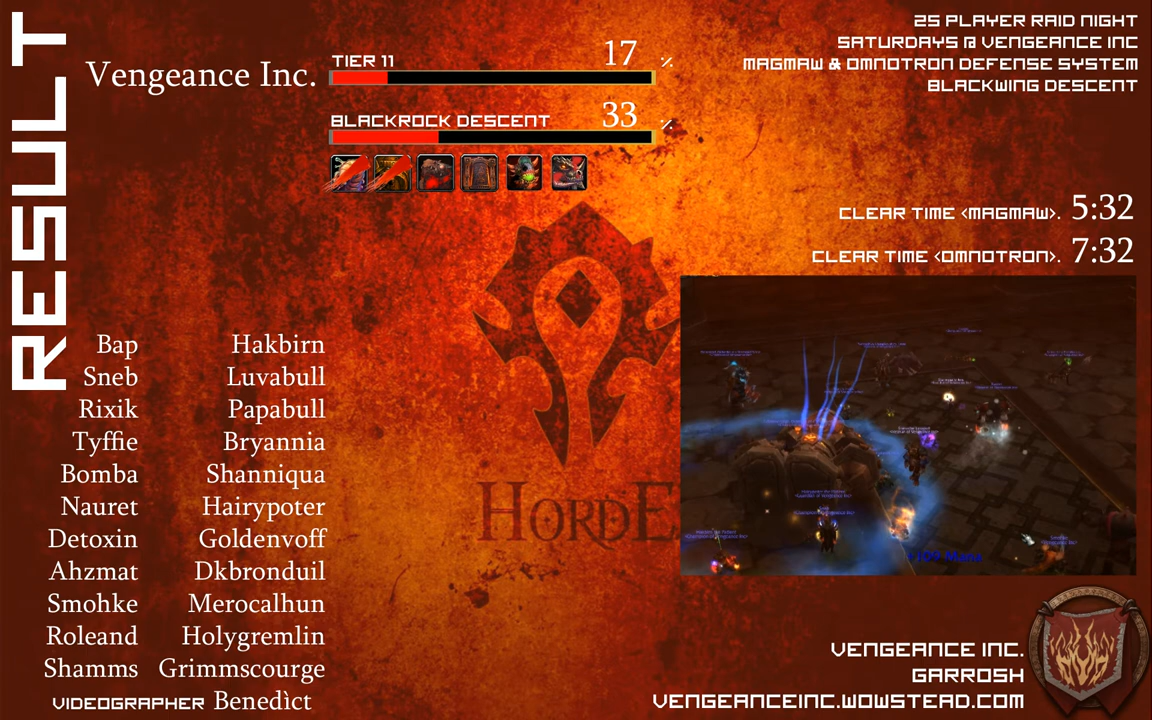 RESULT
Vengeance Inc.
TIER 11 17 %
BLACKROCK DESCENT 33 %
25 PLAYER RAID NIGHT
SATURDAYS @ VENGEANCE INC
MAGMAW & OMNOTRON DEFENSE SYSTEM
BLACKWING DESCENT
CLEAR TIME <MAGMAW>. 5:32
CLEAR TIME <OMNOTRON>. 7:32
HORDE
Bap Hakbirn
Sneb Luvabull
Rixik Papabull
Tyffie Bryannia
Bomba Shanniqua
Nauret Hairypoter
Detoxin Goldenvoff
Ahzmat Dkbronduil
Smohke Merocalhun
Roleand Holygremlin
Shamms Grimmscourge
VIDEOGRAPHER Benedìct
+109 Mana
VENGEANCE INC.
GARROSH
VENGEANCEINC.WOWSTEAD.COM